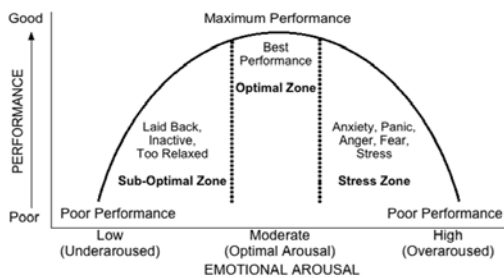 Good
Maximum Performance
Best
Performance
Optimal Zone
Laid Back,
Inactive,
Too Relaxed
Sub-Optimal Zone
Anxiety, Panic,
Anger, Fear,
Stress
Stress Zone
PERFORMANCE
Poor
Poor Performance
Poor Performance
Low
(Underaroused)
Moderate
(Optimal Arousal)
High
(Overaroused)
EMOTIONAL AROUSAL